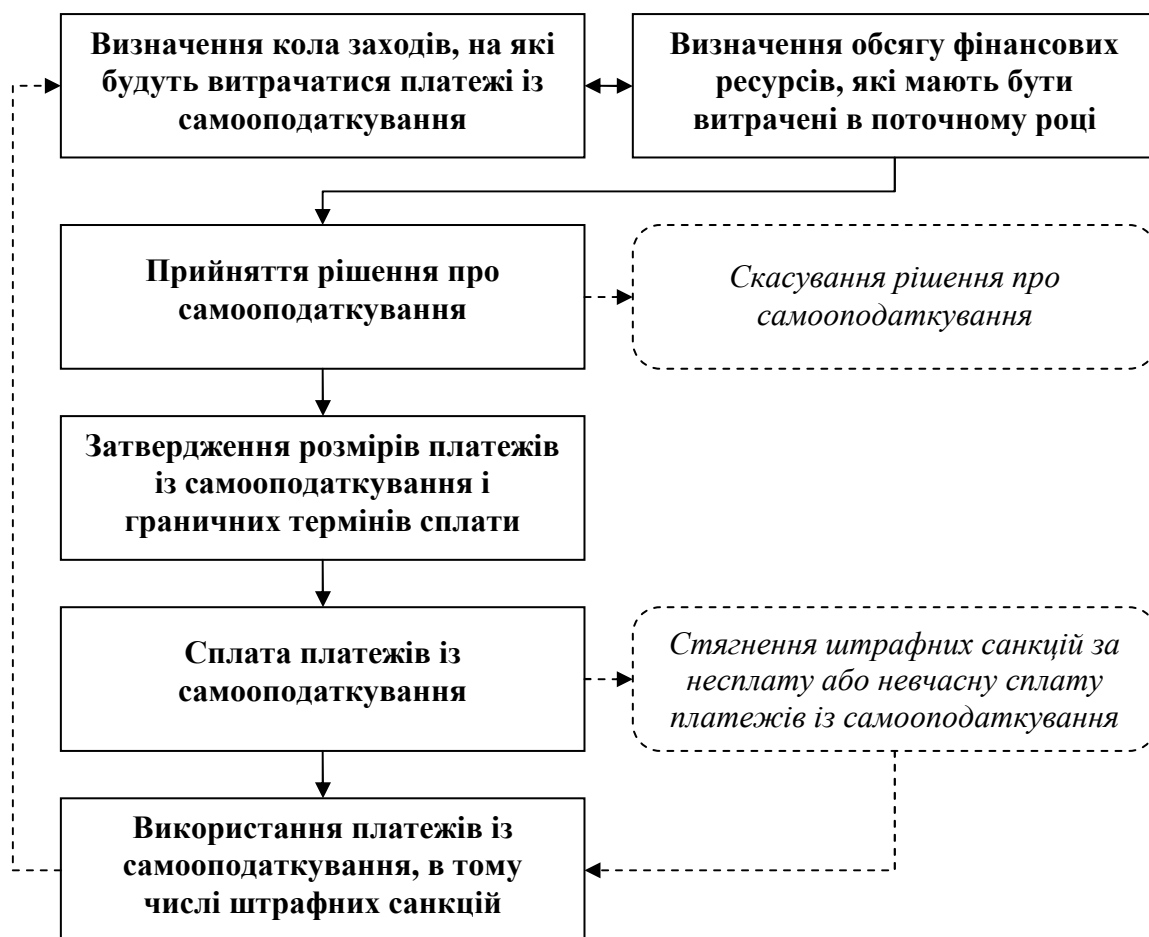 Визначення кола заходів, на які
будуть витрачатися платежі із
самооподаткування
Визначення обсягу фінансових
ресурсів, які мають бути
витрачені в поточному році
Прийняття рішення про
самооподаткування
Скасування рішення про
самооподаткування
Затвердження розмірів платежів
із самооподаткування і
граничних термінів сплати
Сплата платежів із
самооподаткування
Стягнення штрафних санкцій за
несплату або невчасну сплату
платежів із самооподаткування
Використання платежів із
самооподаткування, в тому
числі штрафних санкцій